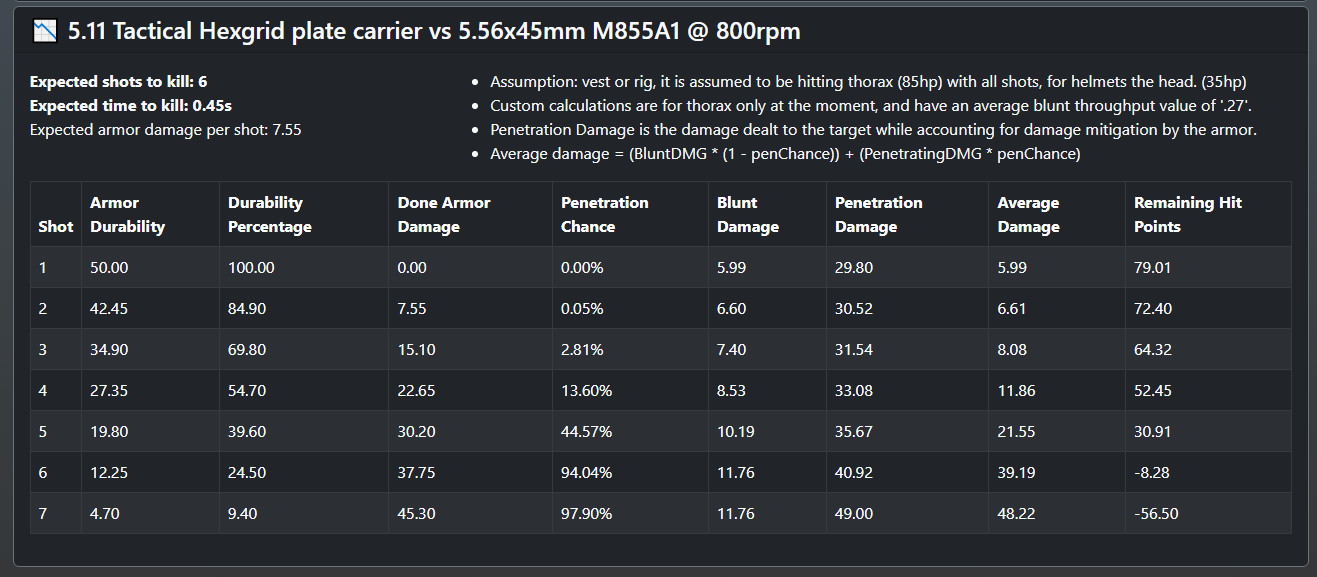 5.11 Tactical Hexgrid plate carrier vs 5.56x45mm M855A1 @ 800rpm
Expected shots to kill: 6
Expected time to kill: 0.45s
Expected armor damage per shot: 7.55
Assumption: vest or rig, it is assumed to be hitting thorax (85hp) with all shots, for helmets the head. (35hp)
Custom calculations are for thorax only at the moment, and have an average blunt throughput value of '.27'.
Penetration Damage is the damage dealt to the target while accounting for damage mitigation by the armor.
Average damage = (BluntDMG * (1 - penChance)) + (PenetratingDMG * penChance)
Shot Armor Durability Durability Percentage Done Armor Damage Penetration Chance Blunt Damage Penetration Damage Average Damage Remaining Hit Points
1 50.00 100.00 0.00 0.00% 5.99 29.80 5.99 79.01
2 42.45 84.90 7.55 0.05% 6.60 30.52 6.61 72.40
3 34.90 69.80 15.10 2.81% 7.40 31.54 8.08 64.32
4 27.35 54.70 22.65 13.60% 8.53 33.08 11.86 52.45
5 19.80 39.60 30.20 44.57% 10.19 35.67 21.55 30.91
6 12.25 24.50 37.75 94.04% 11.76 40.92 39.19 -8.28
7 4.70 9.40 45.30 97.90% 11.76 49.00 48.22 -56.50